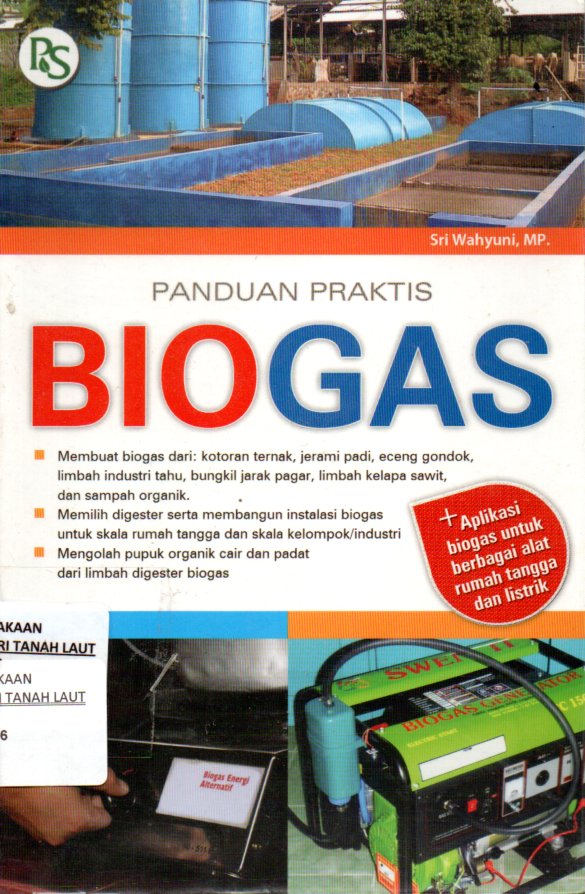 PS
Sri Wahyuni, MP.
PANDUAN PRAKTIS
BIOGAS
Membuat biogas dari: kotoran ternak, jerami padi, eceng gondok,
limbah industri tahu, bungkil jarak pagar, limbah kelapa sawit,
dan sampah organik.
Memilih digester serta membangun instalasi biogas
untuk skala rumah tangga dan skala kelompok/industri
Mengolah pupuk organik cair dan padat
dari limbah digester biogas
+ Aplikasi
biogas untuk
berbagai alat
rumah tangga
dan listrik
AKAAN
RI TANAH LAUT
KAAN
I TANAH LAUT
6
Biogas Energi
Alternatif
BIOGAS GENERATOR
ELECTRIC START